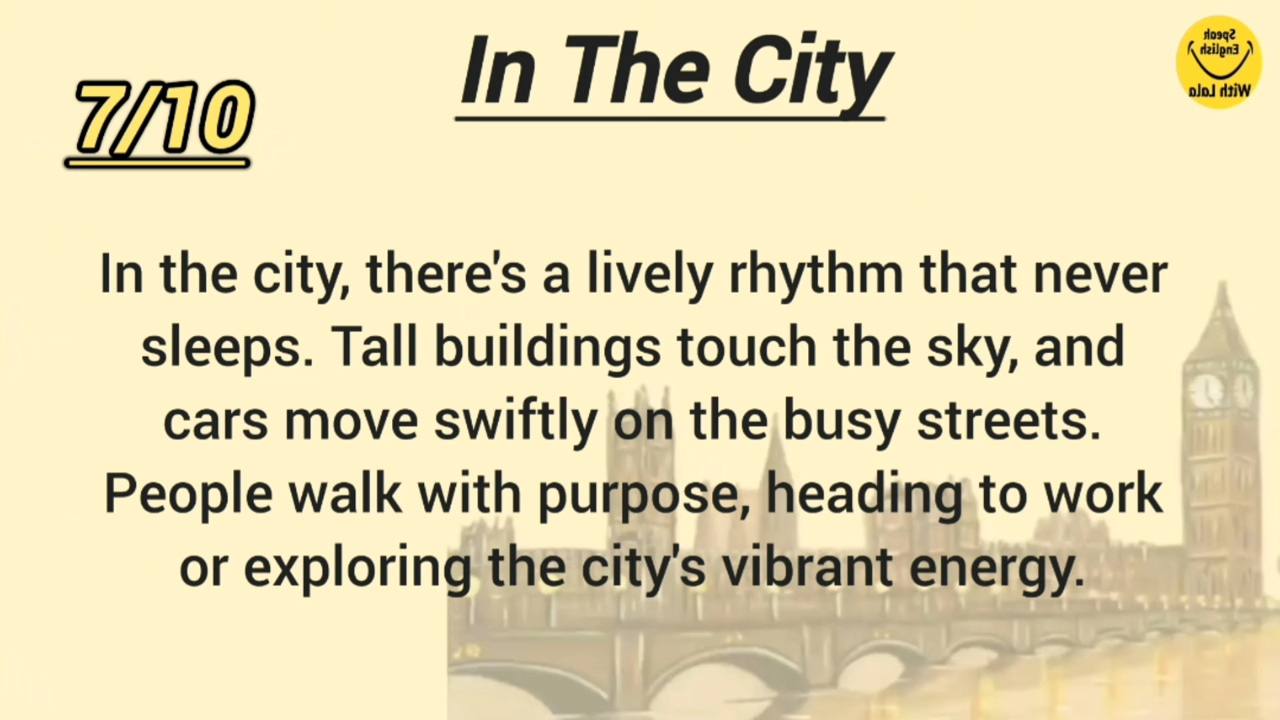 In The City
7/10
Speak
English
With Lala
In the city, there's a lively rhythm that never
sleeps. Tall buildings touch the sky, and
cars move swiftly on the busy streets.
People walk with purpose, heading to work
or exploring the city's vibrant energy.